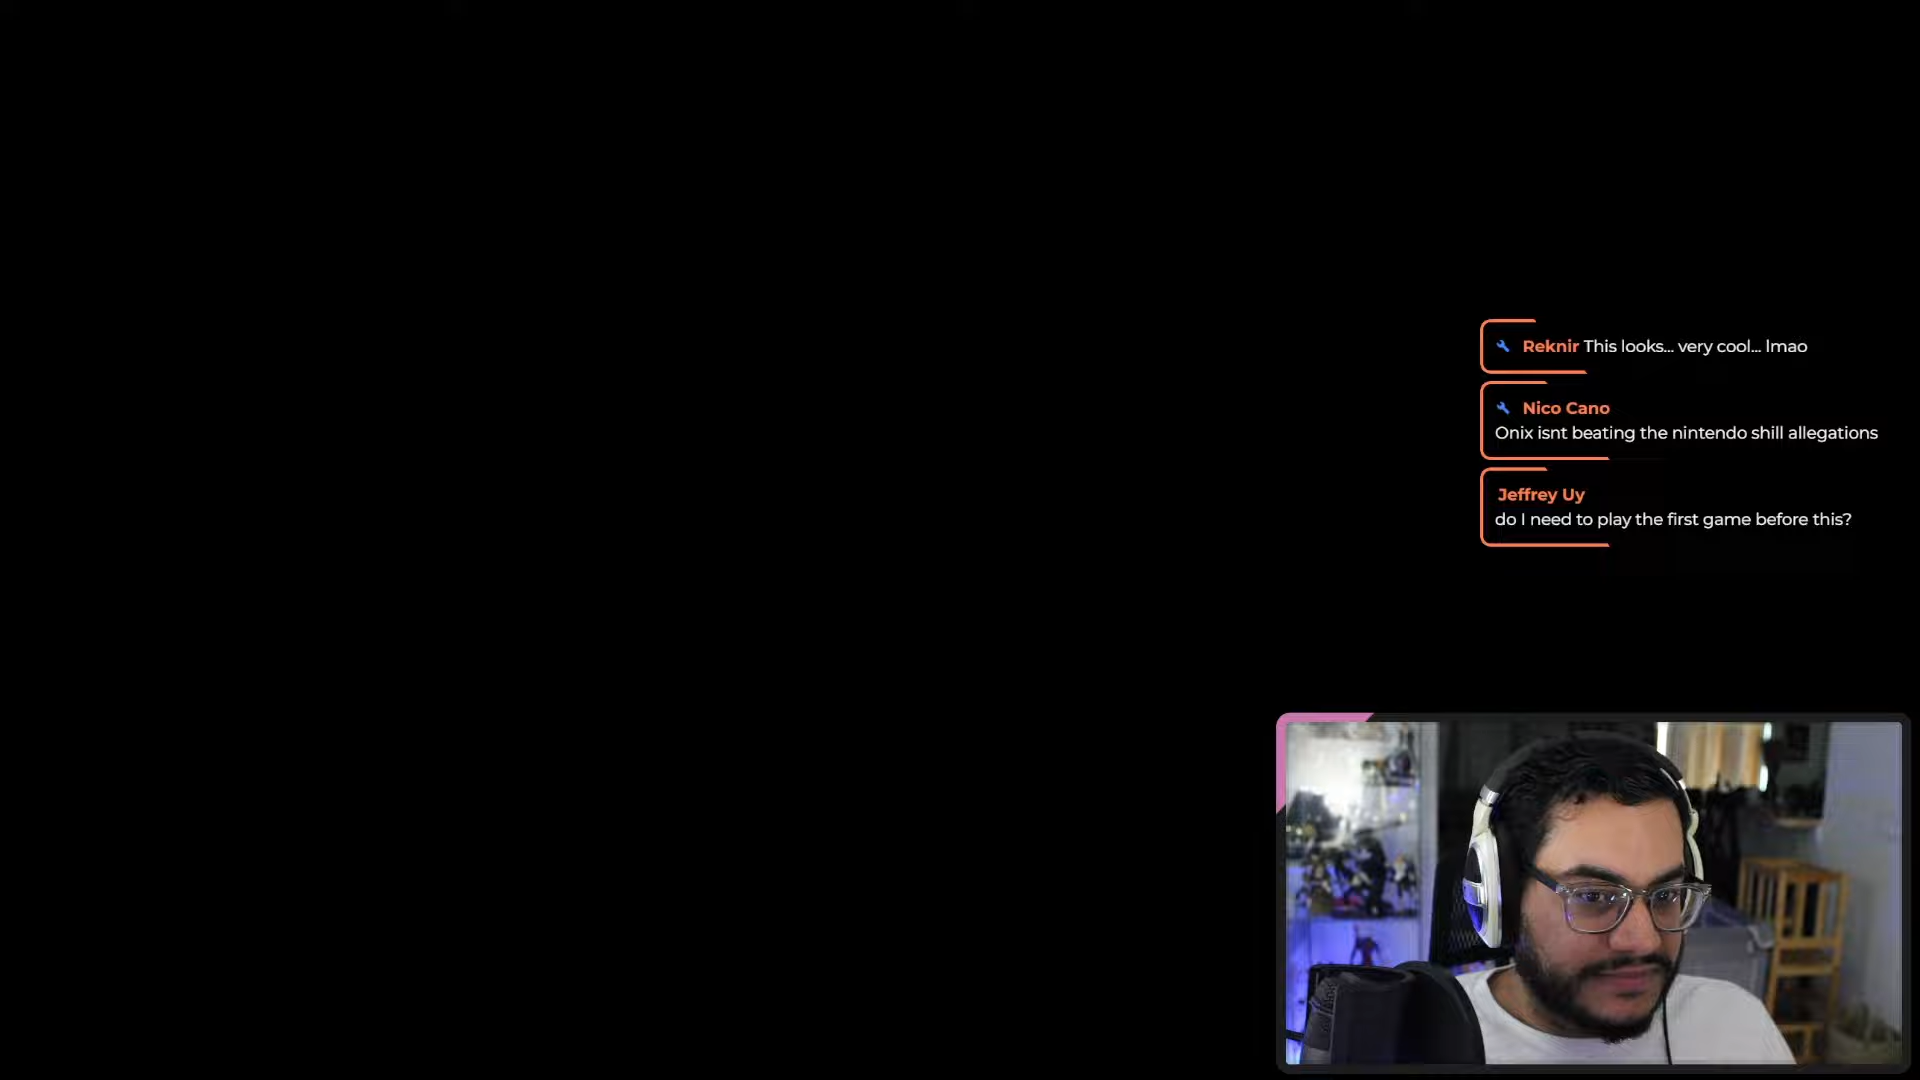 Reknir This looks... very cool... lmao
Nico Cano
Onix isnt beating the nintendo shill allegations
Jeffrey Uy
do I need to play the first game before this?